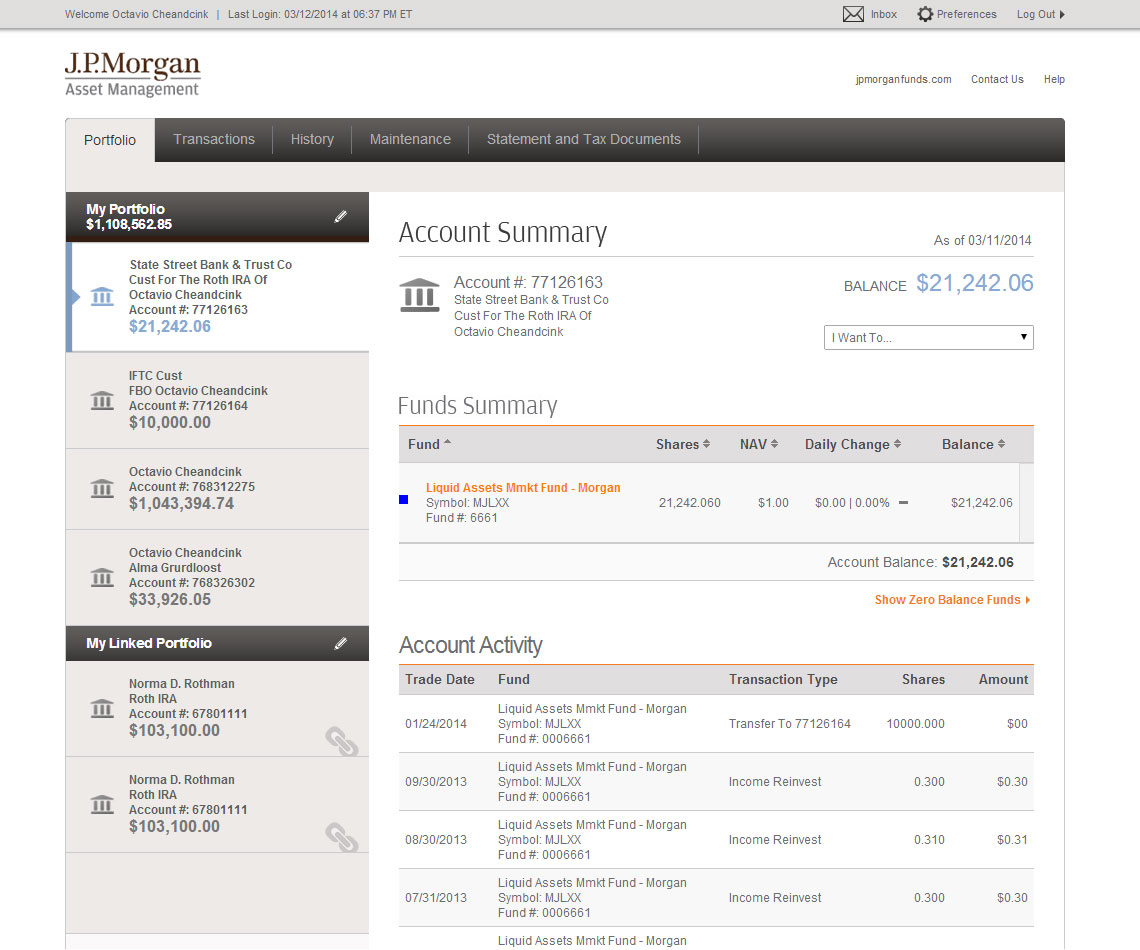 Welcome Octavio Cheandcink | Last Login: 03/12/2014 at 06:37 PM ET
Inbox
Preferences
Log Out
J.P.Morgan
Asset Management
jpmorganfunds.com
Contact Us
Help
Portfolio
Transactions
History
Maintenance
Statement and Tax Documents
My Portfolio
$1,108,562.85
State Street Bank & Trust Co
Cust For The Roth IRA Of
Octavio Cheandcink
Account #: 77126163
$21,242.06
IFTC Cust
FBO Octavio Cheandcink
Account #: 77126164
$10,000.00
Octavio Cheandcink
Account #: 768312275
$1,043,394.74
Octavio Cheandcink
Alma Grurdloost
Account #: 768326302
$33,926.05
My Linked Portfolio
Norma D. Rothman
Roth IRA
Account #: 67801111
$103,100.00
Norma D. Rothman
Roth IRA
Account #: 67801111
$103,100.00
Account Summary
As of 03/11/2014
Account #: 77126163
State Street Bank & Trust Co
Cust For The Roth IRA Of
Octavio Cheandcink
BALANCE $21,242.06
I Want To...
Funds Summary
Fund Shares NAV Daily Change Balance
Liquid Assets Mmkt Fund - Morgan
Symbol: MJLXX
Fund #: 6661
21,242.060 $1.00 $0.00 | 0.00% $21,242.06
Account Balance: $21,242.06
Show Zero Balance Funds
Account Activity
Trade Date Fund Transaction Type Shares Amount
Liquid Assets Mmkt Fund - Morgan
01/24/2014 Symbol: MJLXX Transfer To 77126164 10000.000 $00
Fund #: 0006661
Liquid Assets Mmkt Fund - Morgan
09/30/2013 Symbol: MJLXX Income Reinvest 0.300 $0.30
Fund #: 0006661
Liquid Assets Mmkt Fund - Morgan
08/30/2013 Symbol: MJLXX Income Reinvest 0.310 $0.31
Fund #: 0006661
Liquid Assets Mmkt Fund - Morgan
07/31/2013 Symbol: MJLXX Income Reinvest 0.300 $0.30
Fund #: 0006661
Liquid Assets Mmkt Fund - Morgan